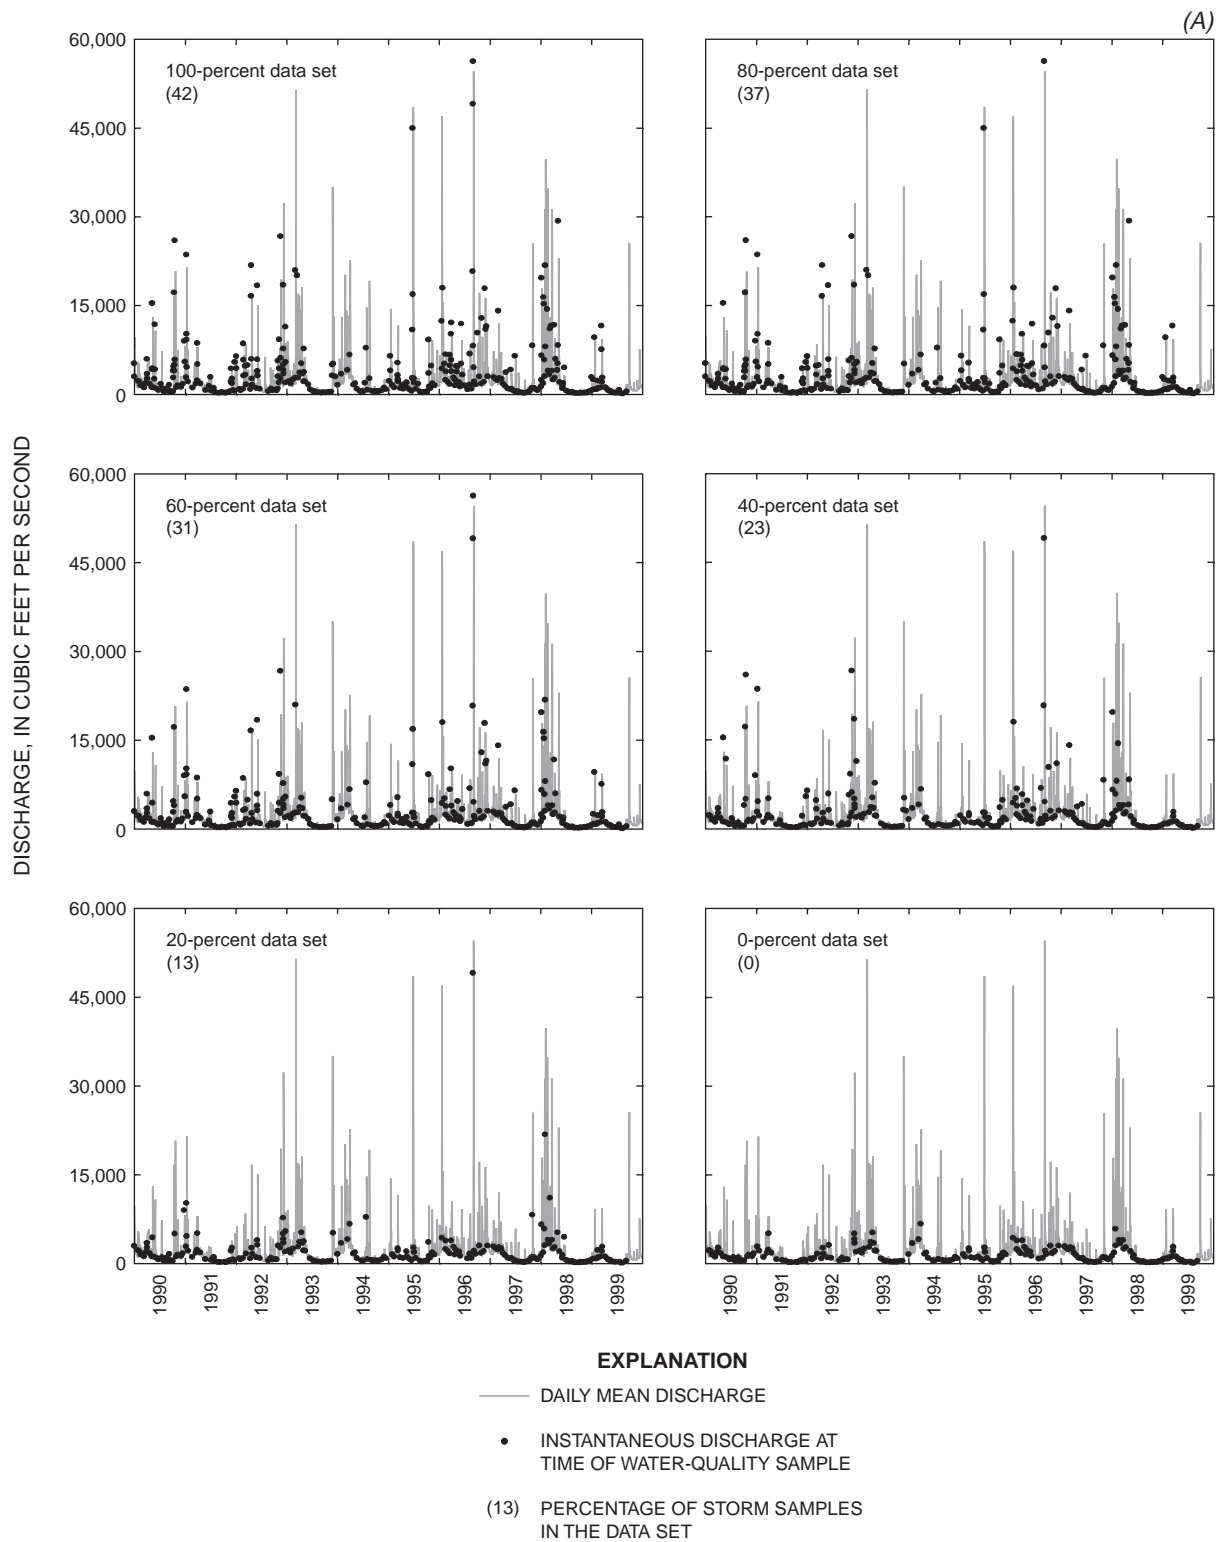 (A)
60,000
45,000
30,000
15,000
0
100-percent data set
(42)
80-percent data set
(37)
DISCHARGE, IN CUBIC FEET PER SECOND
60,000
45,000
30,000
15,000
0
60-percent data set
(31)
40-percent data set
(23)
60,000
45,000
30,000
15,000
0
20-percent data set
(13)
0-percent data set
(0)
1990
1991
1992
1993
1994
1995
1996
1997
1998
1999
1990
1991
1992
1993
1994
1995
1996
1997
1998
1999
EXPLANATION
DAILY MEAN DISCHARGE
INSTANTANEOUS DISCHARGE AT
TIME OF WATER-QUALITY SAMPLE
(13) PERCENTAGE OF STORM SAMPLES
IN THE DATA SET